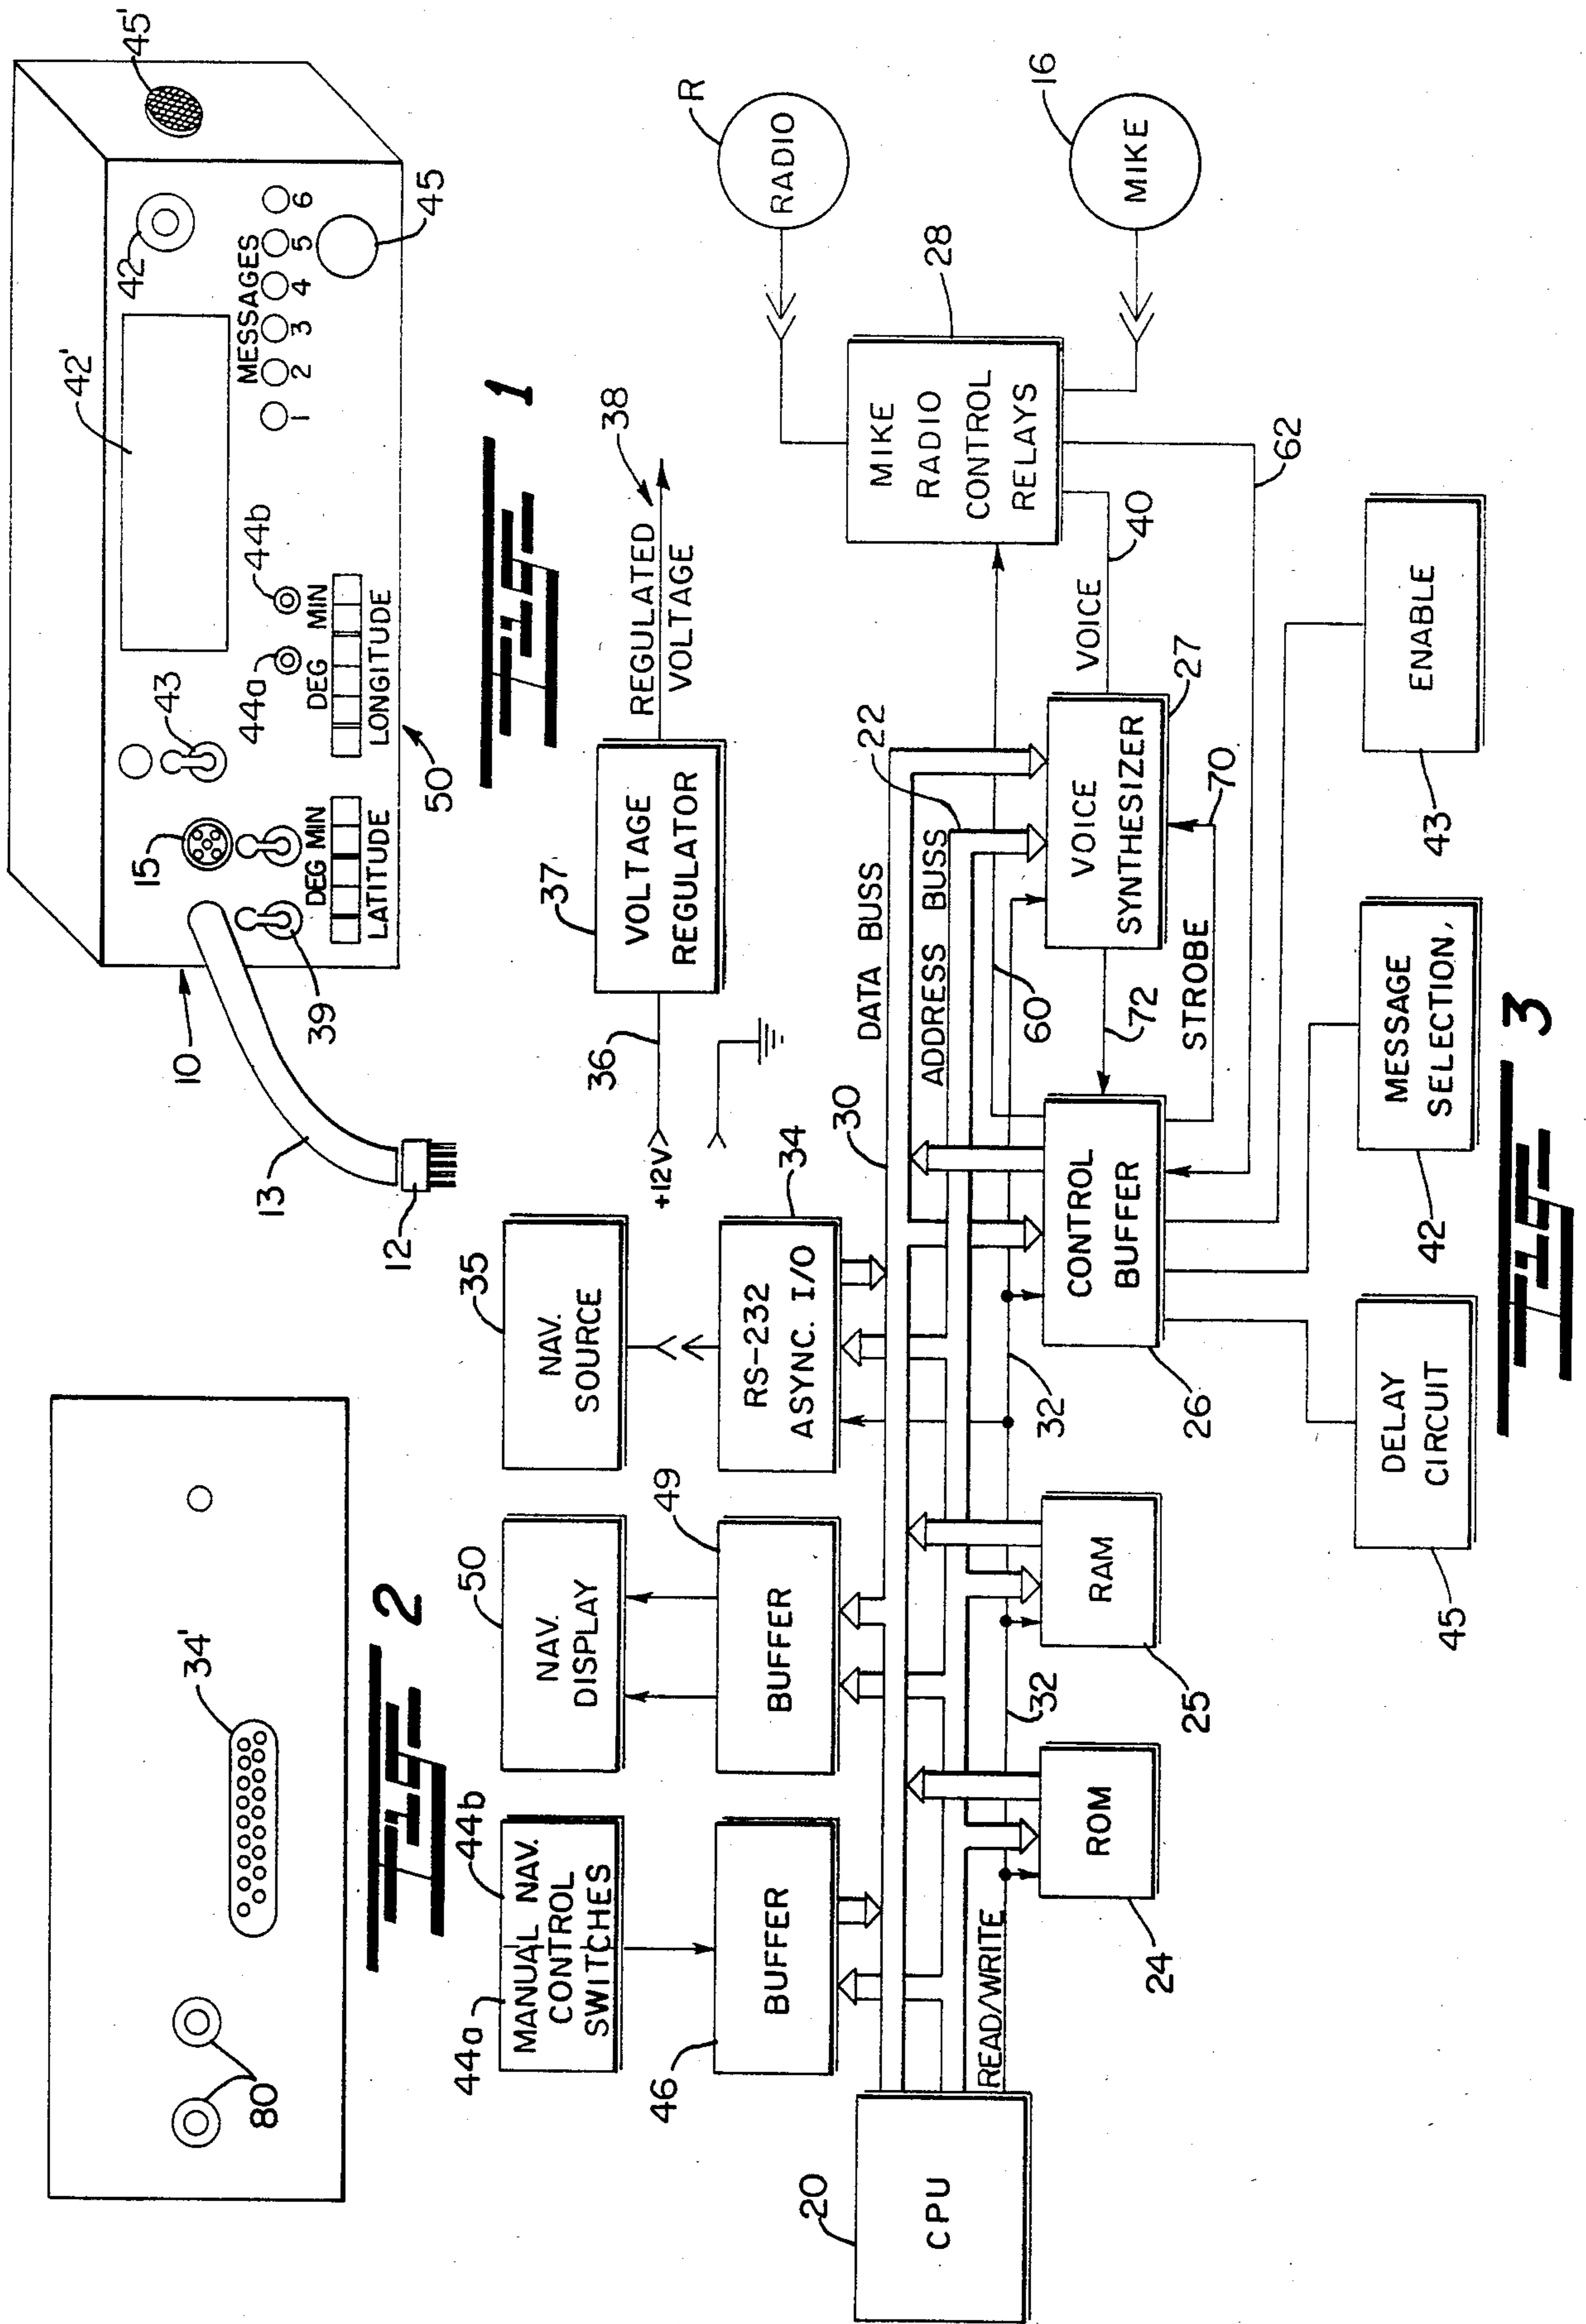 80
34'
FIG. 2
10
15
43
44a
44b
42'
42
45'
13
12
39
DEG MIN
LATITUDE
DEG MIN
LONGITUDE
50
MESSAGES
1 2 3 4 5 6
45
FIG. 1
44a
44b
MANUAL NAV.
CONTROL
SWITCHES
50
NAV.
DISPLAY
35
NAV.
SOURCE
36
+12V
37
VOLTAGE
REGULATOR
REGULATED
VOLTAGE
38
46
BUFFER
49
BUFFER
34
RS-232
ASYNC. I/O
30
DATA BUSS
ADDRESS BUSS
22
20
CPU
READ/WRITE
24
ROM
32
25
RAM
32
26
CONTROL
BUFFER
60
72
STROBE
70
VOICE
SYNTHESIZER
27
VOICE
40
MIKE
RADIO
CONTROL
RELAYS
28
62
R
RADIO
16
MIKE
45
DELAY
CIRCUIT
42
MESSAGE
SELECTION,
43
ENABLE
FIG. 3